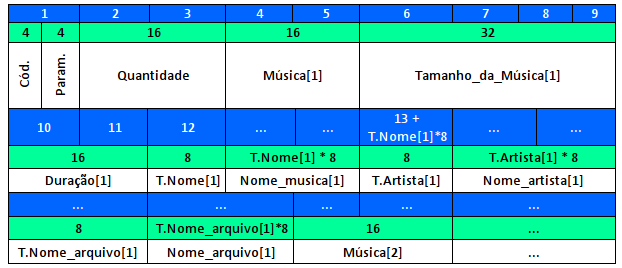 1 2 3 4 5 6 7 8 9
4 4 16 16 32
Cód. Param. Quantidade Música[1] Tamanho_da_Música[1]
10 11 12 ... ... 13 +
T.Nome[1]*8 ... ...
16 8 T.Nome[1] * 8 8 T.Artista[1] * 8
Duração[1] T.Nome[1] Nome_musica[1] T.Artista[1] Nome_artista[1]
... ... ... ... ... ...
8 T.Nome_arquivo[1]*8 16 ...
T.Nome_arquivo[1] Nome_arquivo[1] Música[2] ...